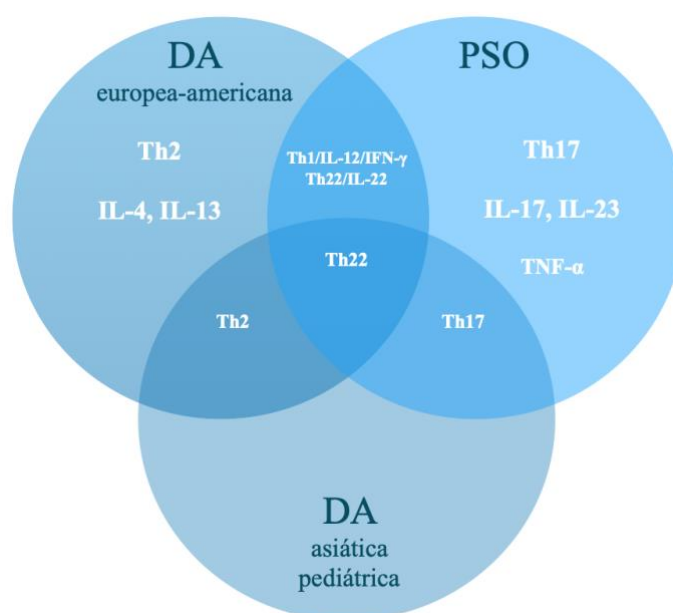 DA
europea-americana
PSO
Th2
IL-4, IL-13
Th1/IL-12/IFN-γ
Th22/IL-22
Th17
IL-17, IL-23
TNF-α
Th22
Th2
Th17
DA
asiática
pediátrica